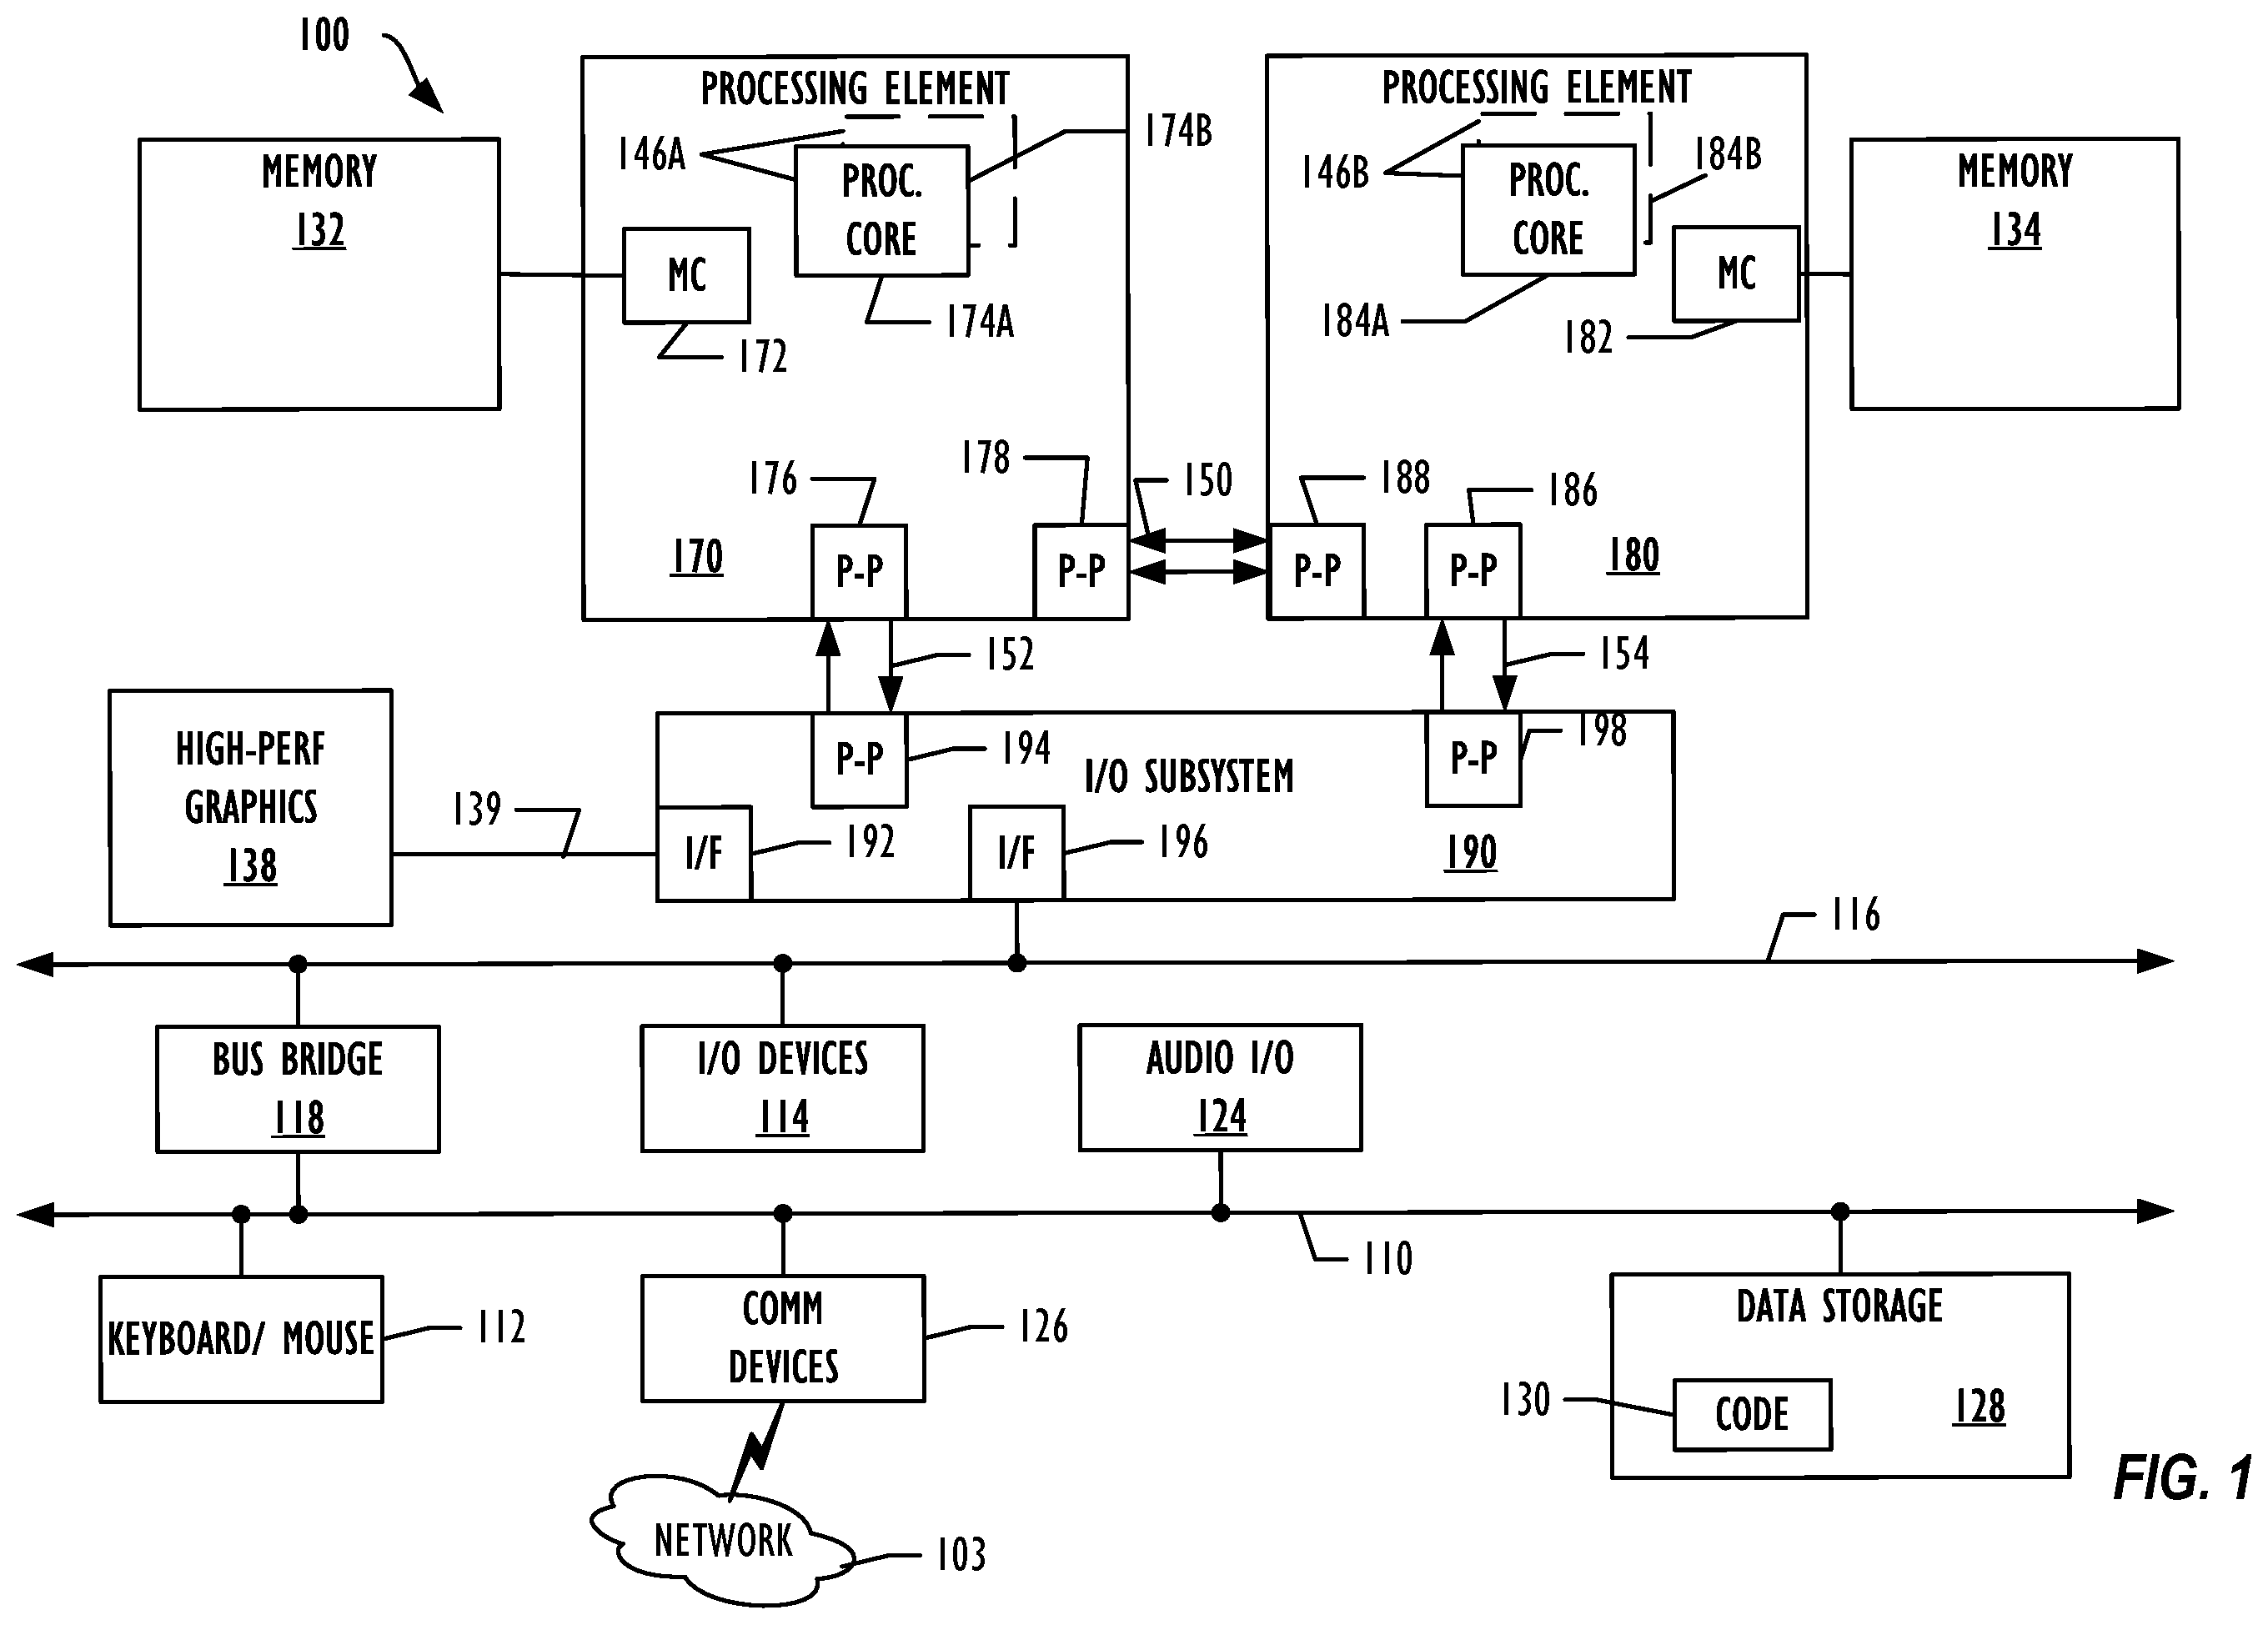 100
PROCESSING ELEMENT
PROCESSING ELEMENT
146A
174B
146B
184B
MEMORY
132
PROC.
CORE
PROC.
CORE
MEMORY
134
MC
MC
174A
184A
182
172
176
178
150
188
186
170
P-P
P-P
P-P
P-P
180
152
154
HIGH-PERF
GRAPHICS
138
139
P-P
194
I/O SUBSYSTEM
P-P
198
I/F
192
I/F
196
190
116
BUS BRIDGE
118
I/O DEVICES
114
AUDIO I/O
124
110
KEYBOARD/ MOUSE
112
COMM
DEVICES
126
DATA STORAGE
130
CODE
128
FIG. 1
NETWORK
103